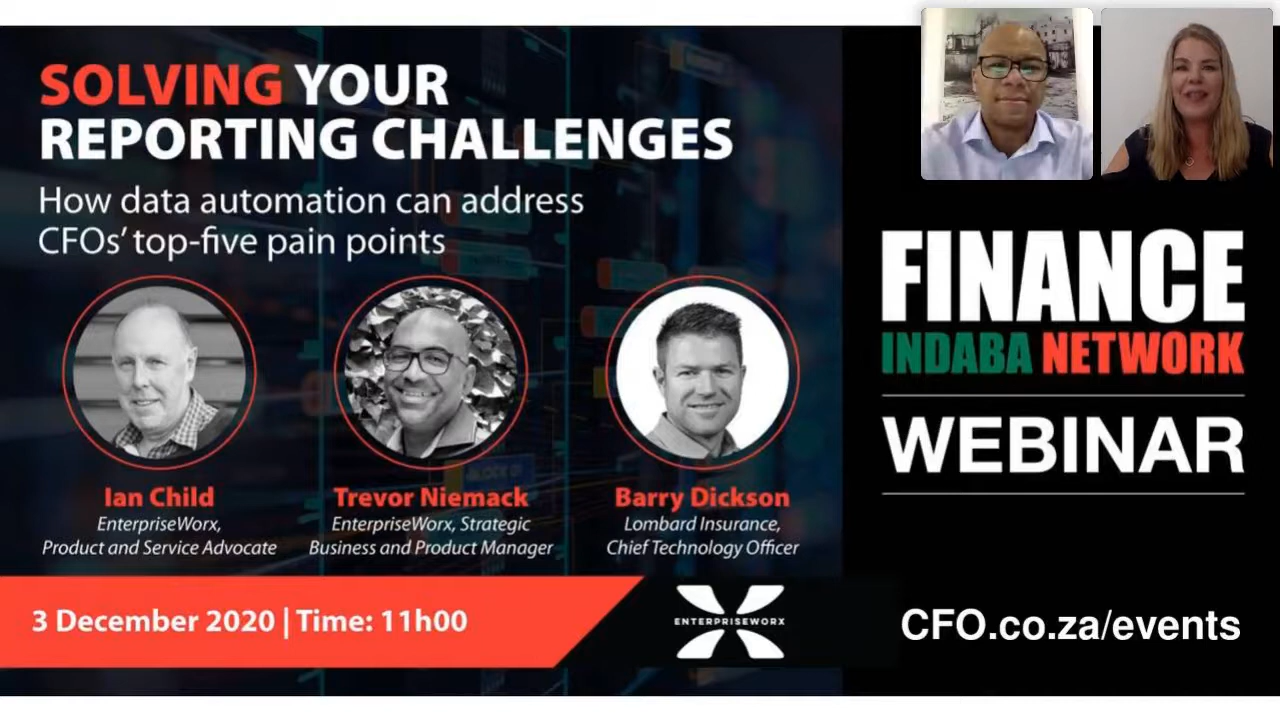 SOLVING YOUR
REPORTING CHALLENGES
How data automation can address
CFOs' top-five pain points
Ian Child
EnterpriseWorx,
Product and Service Advocate
Trevor Niemack
EnterpriseWorx, Strategic
Business and Product Manager
Barry Dickson
Lombard Insurance,
Chief Technology Officer
3 December 2020 | Time: 11h00
ENTERPRISEWORX
FINANCE
INDABA NETWORK
WEBINAR
CFO.co.za/events